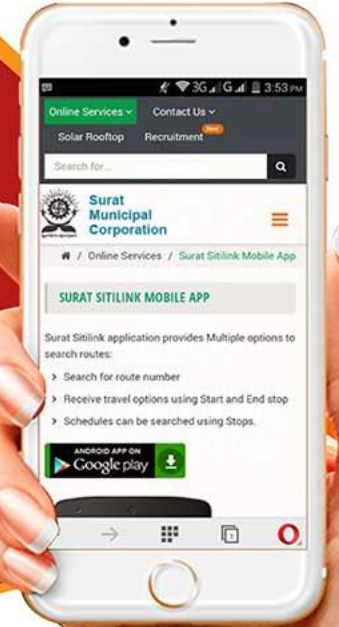 3G G 3:53 PM
Online Services Contact Us
Solar Rooftop Recruitment New
Search for...
Surat
Municipal
Corporation
/ Online Services / Surat Sitilink Mobile App
SURAT SITILINK MOBILE APP
Surat Sitilink application provides Multiple options to
search routes:
> Search for route number
> Receive travel options using Start and End stop
> Schedules can be searched using Stops.
ANDROID APP ON
Google play
1